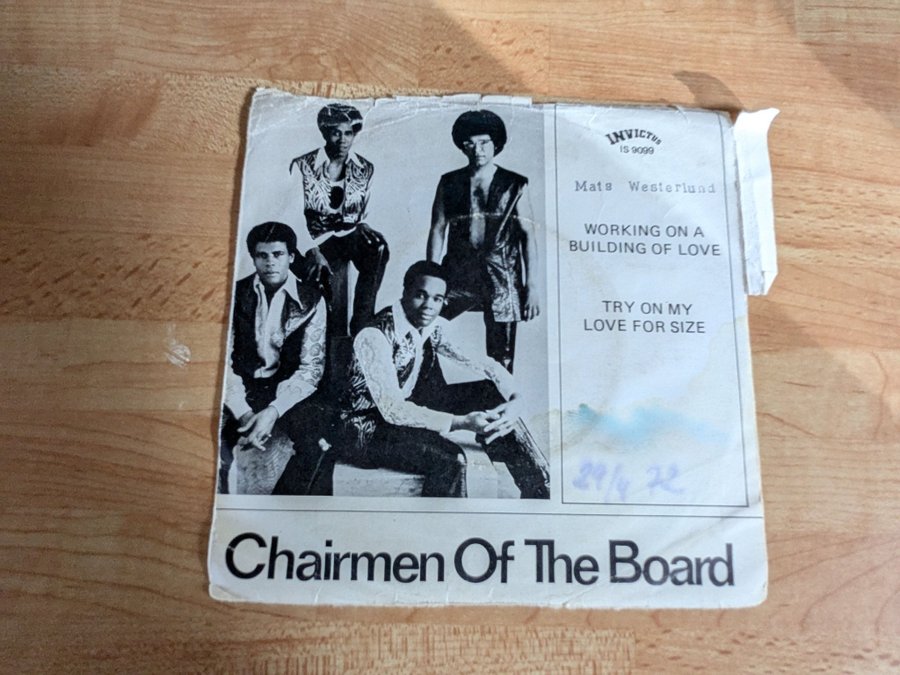 INVICTUS
IS 9099
Mats Westerlund
WORKING ON A
BUILDING OF LOVE
TRY ON MY
LOVE FOR SIZE
29/4 72
Chairmen Of The Board